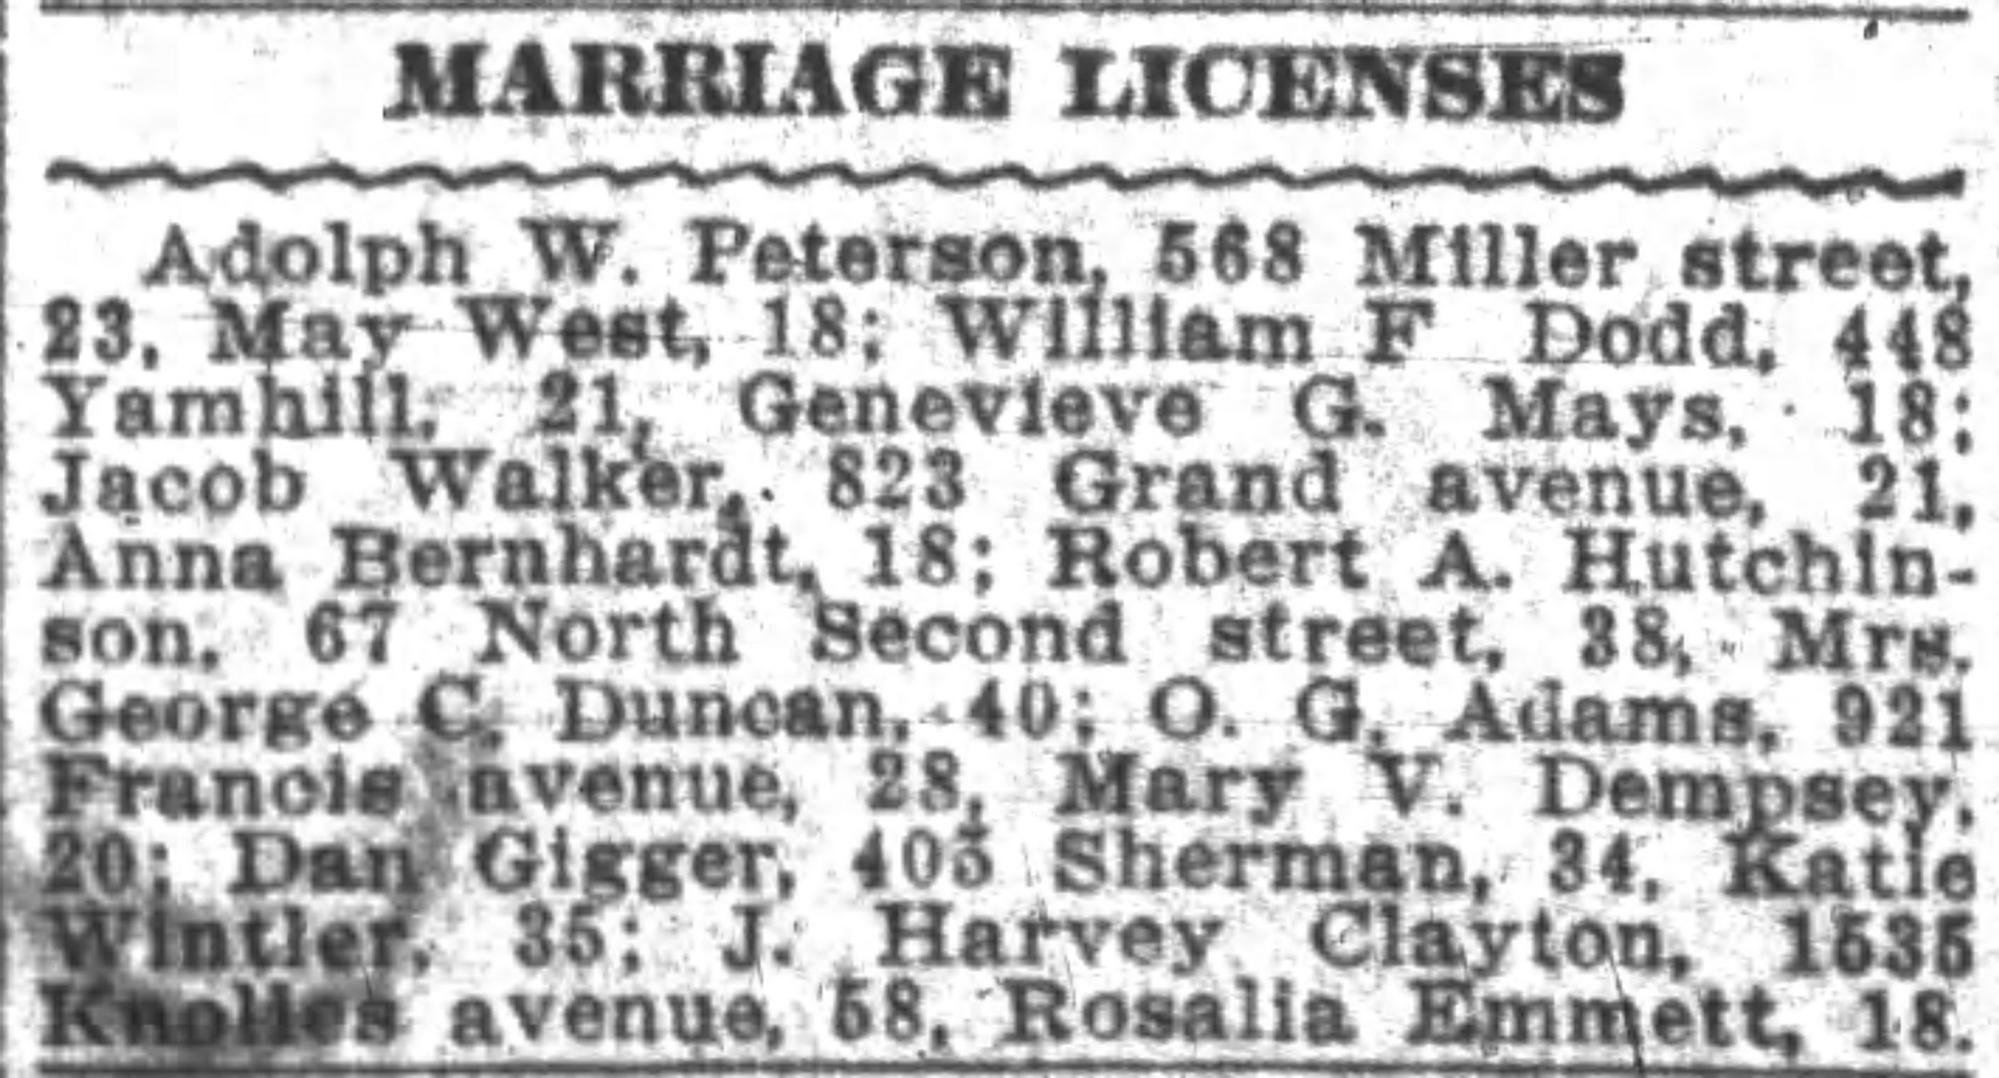 MARRIAGE LICENSES
Adolph W. Peterson, 568 Miller street,
23, May West, 18; William F Dodd, 448
Yamhill, 21, Genevieve G. Mays, 18;
Jacob Walker, 823 Grand avenue, 21,
Anna Bernhardt, 18; Robert A. Hutchin-
son, 67 North Second street, 38, Mrs.
George C. Duncan, 40; O. G. Adams, 921
Francis avenue, 28, Mary V. Dempsey,
20; Dan Gigger, 405 Sherman, 34, Katie
Wintler, 35; J. Harvey Clayton, 1535
Knolles avenue, 58, Rosalia Emmett, 18.